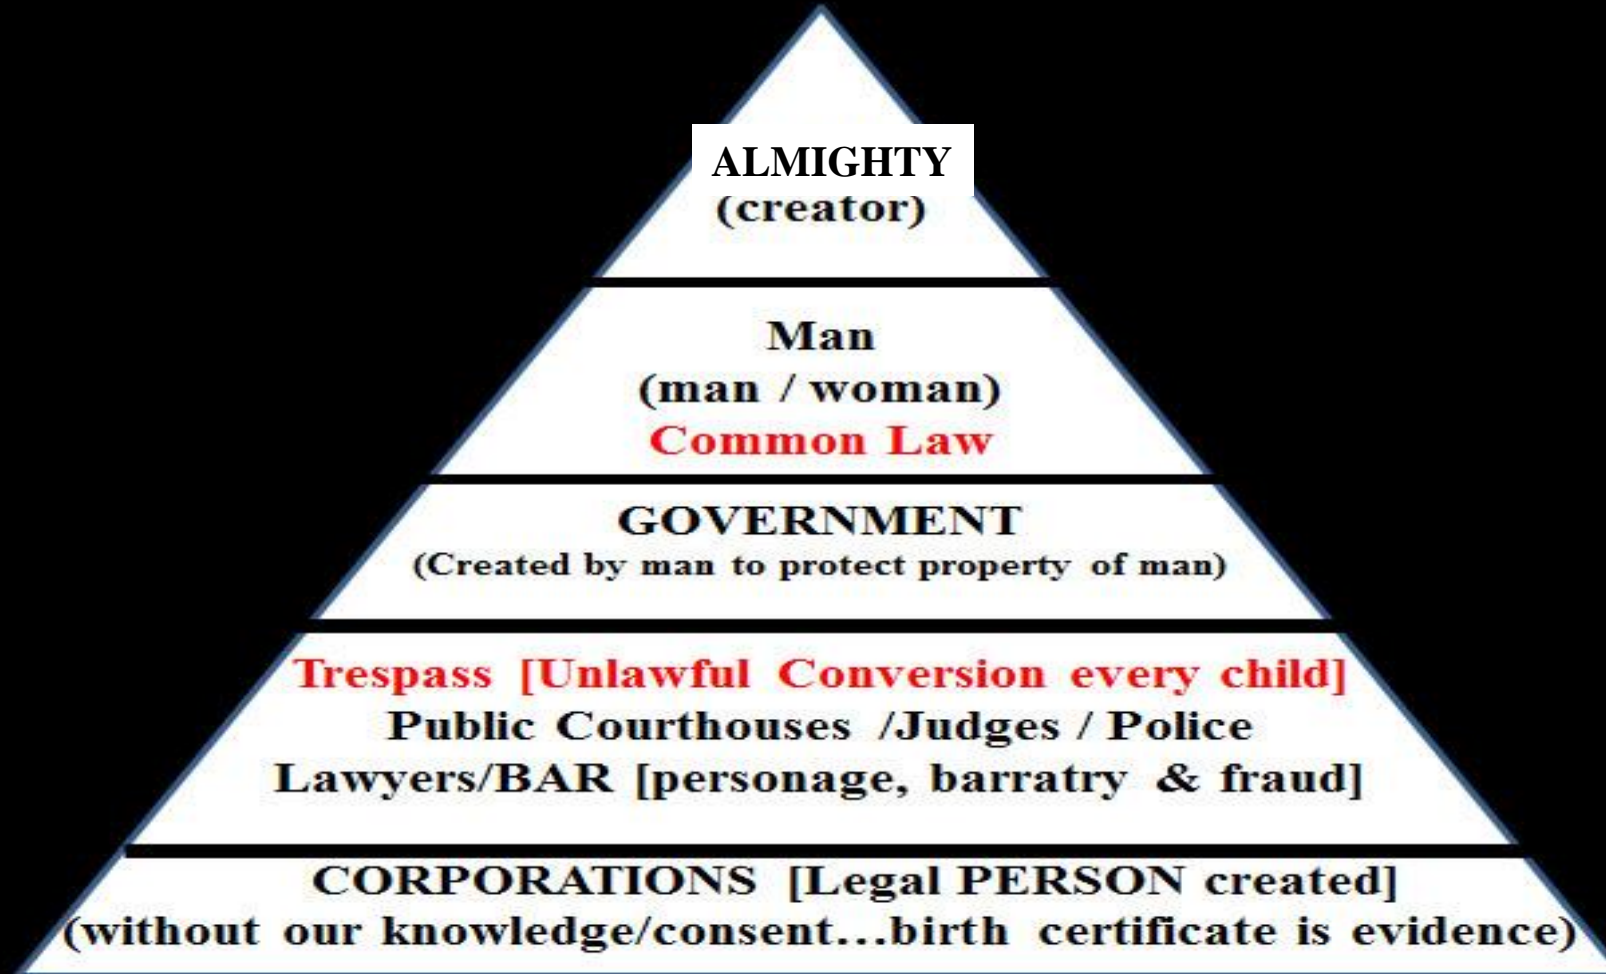 ALMIGHTY
(creator)
Man
(man / woman)
Common Law
GOVERNMENT
(Created by man to protect property of man)
Trespass [Unlawful Conversion every child]
Public Courthouses /Judges / Police
Lawyers/BAR [personage, barratry & fraud]
CORPORATIONS [Legal PERSON created]
(without our knowledge/consent...birth certificate is evidence)